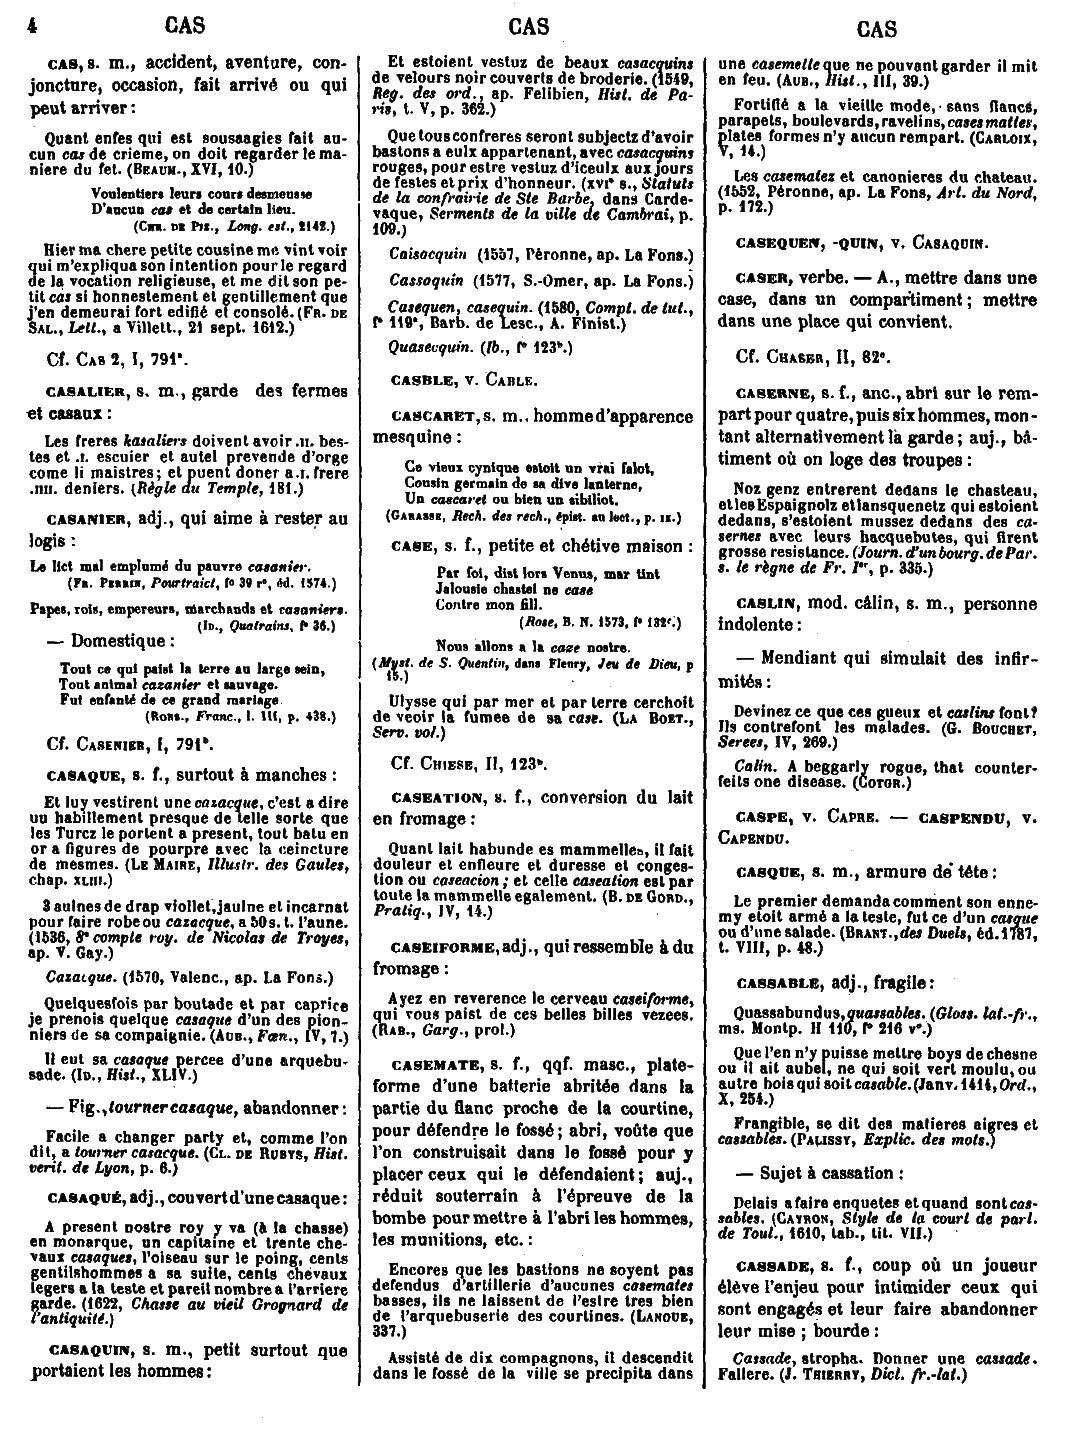 4 CAS CAS CAS
CAS, s. m., accident, aventure, con-
joncture, occasion, fait arrivé ou qui
peut arriver :
Quant enfes qui est sousaagies fait au-
cun cas de crieme, on doit regarder le ma-
niere du fet. (BEAUM., XVI, 10.)
Voulentiers leurs cours desmeusse
D'aucun cas et de certain lieu.
(CHR. DE PIZ., Long. est., 2142.)
Hier ma chere petite cousine me vint voir
qui m'expliqua son intention pour le regard
de la vocation religieuse, et me dit son pe-
tit cas si honnestement et gentillement que
j'en demeurai fort edifié et consolé. (FR. DE
SAL., Lett., a Villett., 21 sept. 1612.)
Cf. CAS 2, I, 791ª.
CASALIER, s. m., garde des fermes
et casaux :
Les freres kasaliers doivent avoir .II. bes-
tes et .I. escuier et autel prevende d'orge
come li maistres; et puent doner a .I. frere
.IIII. deniers. (Règle du Temple, 181.)
CASANIER, adj., qui aime à rester au
logis :
Le lict mal emplumé du pauvre casanier.
(FR. PERRIN, Pourtraict, fº 39 rº, éd. 1574.)
Papes, rois, empereurs, marchands et casaniers.
(ID., Quatrains, fº 36.)
— Domestique :
Tout ce qui paist la terre au large sein,
Tout animal cazanier et sauvage.
Fut enfanté de ce grand mariage
(RONS., Franc., l. III, p. 438.)
Cf. CASENIER, I, 791ᵇ.
CASAQUE, s. f., surtout à manches :
Et luy vestirent une cazacque, c'est a dire
un habillement presque de telle sorte que
les Turcz le portent a present, tout batu en
or a figures de pourpre avec la ceincture
de mesmes. (LE MAIRE, Illustr. des Gaules,
chap. XLIII.)
3 aulnes de drap viollet, jaulne et incarnat
pour faire robe ou cazacque, a 50 s. t. l'aune.
(1536, 8ᵉ compte roy. de Nicolas de Troyes,
ap. V. Gay.)
Cazacque. (1570, Valenc., ap. La Fons.)
Quelquesfois par boutade et par caprice
je prenois quelque casaque d'un des pion-
niers de sa compaignie. (AUB., Fœn., IV, 7.)
Il eut sa casaque percee d'une arquebu-
sade. (ID., Hist., XLIV.)
— Fig., tourner casaque, abandonner :
Facile a changer party et, comme l'on
dit, a tourner casacque. (CL. DE RUBYS, Hist.
verit. de Lyon, p. 6.)
CASAQUÉ, adj., couvert d'une casaque :
A present nostre roy y va (à la chasse)
en monarque, un capitaine et trente che-
vaux casaques, l'oiseau sur le poing, cents
gentilshommes a sa suite, cents chevaux
legers a la teste et pareil nombre a l'arriere
garde. (1622, Chasse au vieil Grognard de
l'antiquité.)
CASAQUIN, s. m., petit surtout que
portaient les hommes :
Et estoient vestuz de beaux casacquins
de velours noir couverts de broderie. (1549,
Reg. des ord., ap. Felibien, Hist. de Pa-
ris, t. V, p. 362.)
Que tous confreres seront subjectz d'avoir
bastons a eulx appartenant, avec casacquins
rouges, pour estre vestuz d'iceulx aux jours
de festes et prix d'honneur. (XVIᵉ s., Statuts
de la confrairie de Ste Barbe, dans Carde-
vaque, Serments de la ville de Cambrai, p.
109.)
Caisocquin (1557, Péronne, ap. La Fons.)
Cassoquin (1577, S.-Omer, ap. La Fons.)
Casequen, casequin. (1580, Compt. de tut.,
fº 119ª, Barb. de Lesc., A. Finist.)
Quasecquin. (Ib., fº 123ᵇ.)
CASBLE, V. CABLE.
CASCARET, s. m.. homme d'apparence
mesquine :
Ce vieux cynique estoit un vrai falot,
Cousin germain de sa dive lanterne,
Un cascaret ou bien un sibiliot.
(GARASSE, Rech. des rech., épist. au lect., p. IX.)
CASE, s. f., petite et chétive maison :
Par foi, dist lors Venus, mar tint
Jalousie chastel ne case
Contre mon fill.
(Rose, B. N. 1573, fº 132ᶜ.)
Nous allons a la caze nostre.
(Myst. de S. Quentin, dans Fleury, Jeu de Dieu, p
15.)
Ulysse qui par mer et par terre cerchoit
de veoir la fumee de sa case. (LA BOET.,
Serv. vol.)
Cf. CHIESE, II, 123ᵇ.
CASEATION, s. f., conversion du lait
en fromage :
Quant lait habunde es mammelles, il fait
douleur et enfleure et duresse et conges-
tion ou caseacion; et celle caseation est par
toute la mammelle egalement. (B. DE GORD.,
Pratiq., IV, 14.)
CASEIFORME, adj., qui ressemble à du
fromage :
Ayez en reverence le cerveau caseiforme,
qui vous paist de ces belles billes vezees.
(RAB., Garg., prol.)
CASEMATE, s. f., qqf. masc., plate-
forme d'une batterie abritée dans la
partie du flanc proche de la courtine,
pour défendre le fossé ; abri, voûte que
l'on construisait dans le fossé pour y
placer ceux qui le défendaient ; auj.,
réduit souterrain à l'épreuve de la
bombe pour mettre à l'abri les hommes,
les munitions, etc. :
Encores que les bastions ne soyent pas
defendus d'artillerie d'aucunes casemates
basses, ils ne laissent de l'estre tres bien
de l'arquebuserie des courtines. (LANOUE,
337.)
Assisté de dix compagnons, il descendit
dans le fossé de la ville se precipita dans
une casemette que ne pouvant garder il mit
en feu. (AUB., Hist., III, 39.)
Fortifié a la vieille mode, sans flancs,
parapets, boulevards, ravelins, cases mattes,
plates formes n'y aucun rempart. (CARLOIX,
V, 14.)
Les casematez et canonieres du chateau.
(1552, Péronne, ap. La Fons, Art. du Nord,
p. 172.)
CASEQUEN, -QUIN, v. CASAQUIN.
CASER, verbe. — A., mettre dans une
case, dans un compartiment ; mettre
dans une place qui convient.
Cf. CHASER, II, 82ᵉ.
CASERNE, s. f., anc., abri sur le rem-
part pour quatre, puis six hommes, mon-
tant alternativement la garde ; auj., bâ-
timent où on loge des troupes :
Noz genz entrerent dedans le chasteau,
et les Espaignolz et lansquenetz qui estoient
dedans, s'estoient mussez dedans des ca-
sernes avec leurs hacquebutes, qui firent
grosse resistance. (Journ. d'un bourg. de Par.
s. le règne de Fr. Iᵉʳ, p. 335.)
CASLIN, mod. câlin, s. m., personne
indolente :
— Mendiant qui simulait des infir-
mités :
Devinez ce que ces gueux et caslins font?
Ils contrefont les malades. (G. BOUCHET,
Serees, IV, 269.)
Calin. A beggarly rogue, that counter-
feits one disease. (COTGR.)
CASPE, v. CAPRE. — CASPENDU, v.
CAPENDU.
CASQUE, s. m., armure de tête :
Le premier demanda comment son enne-
my etoit armé a la teste, fut ce d'un casque
ou d'une salade. (BRANT., des Duels, éd. 1787,
t. VIII, p. 48.)
CASSABLE, adj., fragile :
Quassabundus, quassables. (Gloss. lat.-fr.,
ms. Montp. H 110, fº 216 vº.)
Que l'en n'y puisse mettre boys de chesne
ou il ait aubel, ne qui soit vert moulu, ou
autre bois qui soit casable. (Janv. 1414, Ord.,
X, 254.)
Frangible, se dit des matieres aigres et
cassables. (PALISSY, Explic. des mots.)
— Sujet à cassation :
Delais a faire enquetes et quand sont cas-
sables. (CAYRON, Style de la court de parl.
de Toul., 1610, tab., tit. VII.)
CASSADE, s. f., coup où un joueur
élève l'enjeu pour intimider ceux qui
sont engagés et leur faire abandonner
leur mise ; bourde :
Cassade, stropha. Donner une cassade.
Fallere. (J. THIERRY, Dict. fr.-lat.)